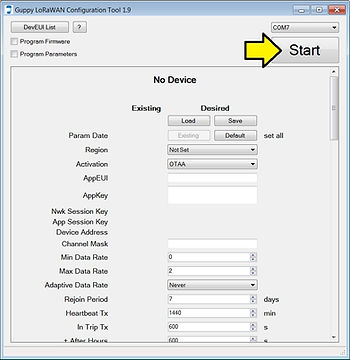 Guppy LoRaWAN Configuration Tool 1.9
DevEUI List ? COM7
Program Firmware
Program Parameters
Start
No Device
Existing Desired
Load Save
Param Date Existing Default set all
Region NotSet
Activation OTAA
AppEUI
AppKey
Nwk Session Key
App Session Key
Device Address
Channel Mask
Min Data Rate 0
Max Data Rate 2
Adaptive Data Rate Never
Rejoin Period 7 days
Heartbeat Tx 1440 min
In Trip Tx 600 s
+ After Hours 600 s